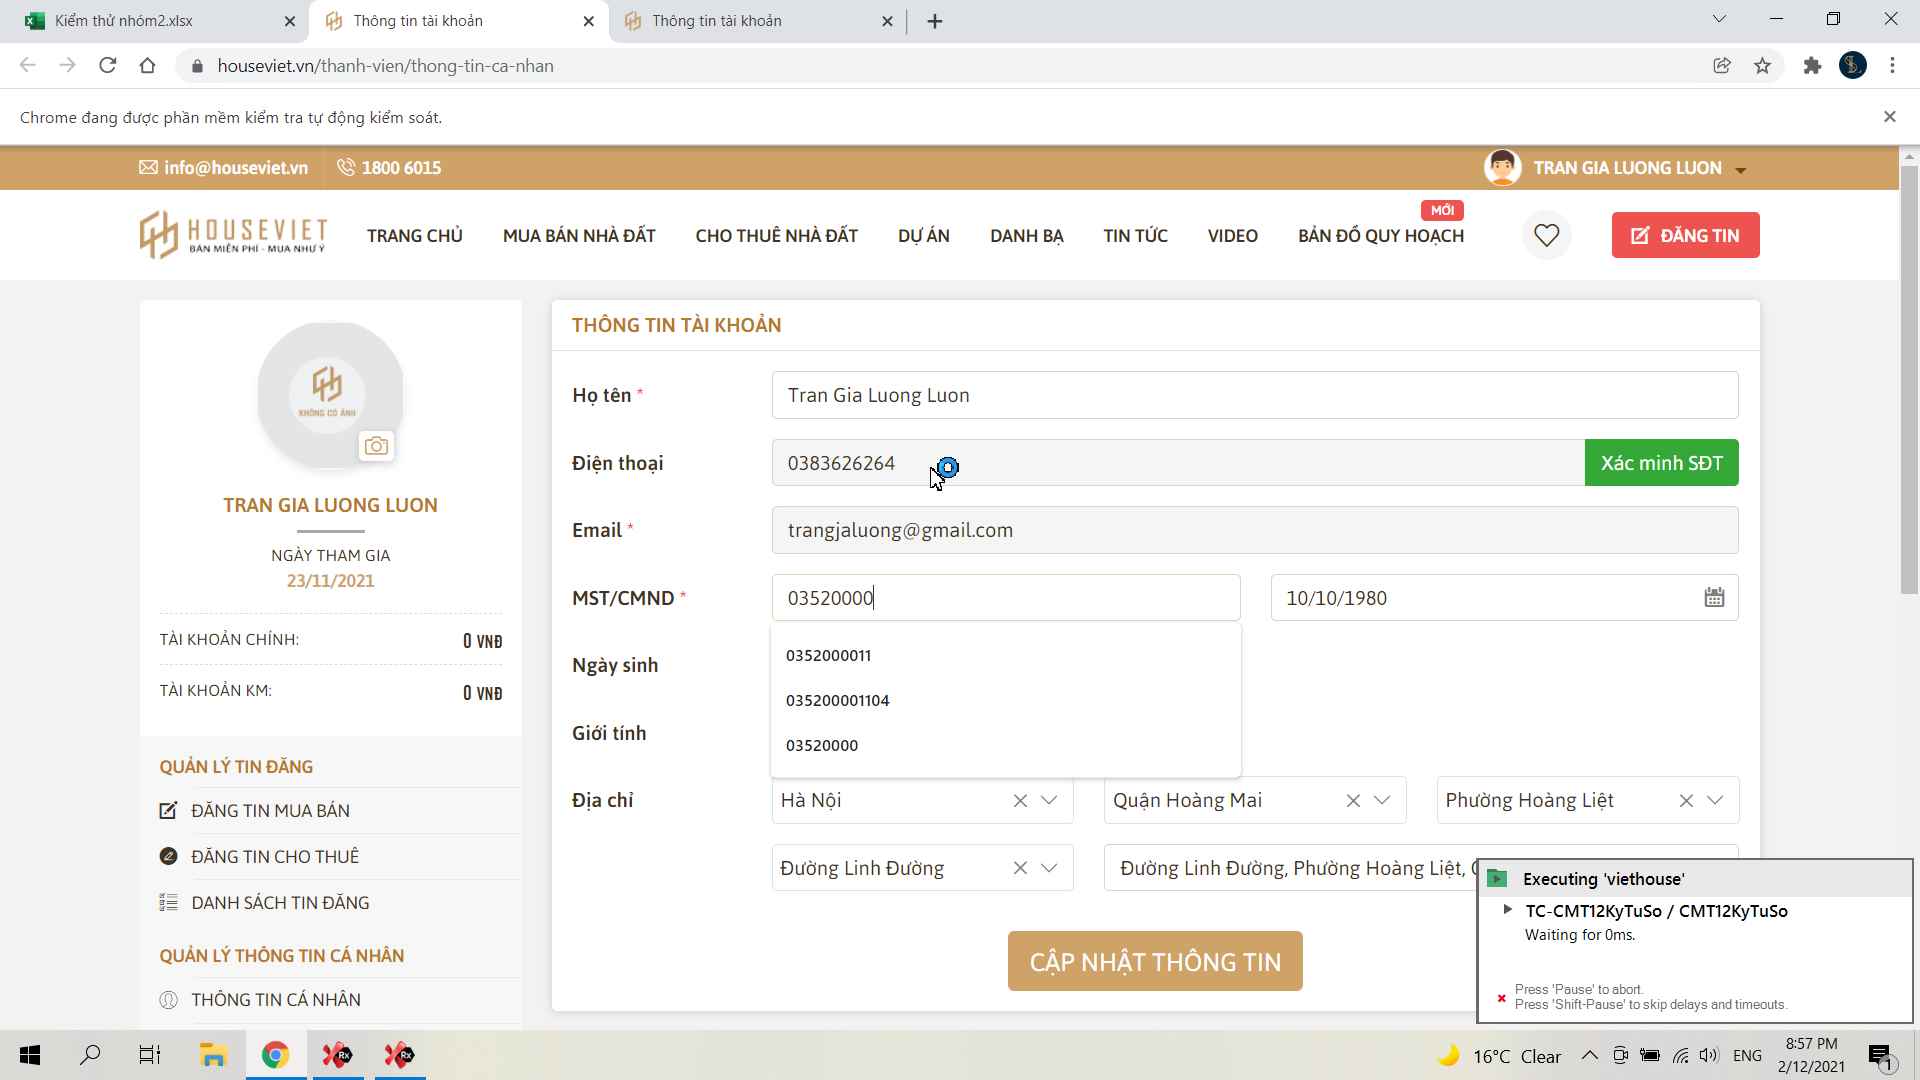 Kiểm thử nhóm2.xlsx
Thông tin tài khoản
Thông tin tài khoản
houseviet.vn/thanh-vien/thong-tin-ca-nhan
Chrome đang được phần mềm kiểm tra tự động kiểm soát.
info@houseviet.vn
1800 6015
TRAN GIA LUONG LUON
HOUSEVIET
BÁN MIỄN PHÍ - MUA NHƯ Ý
TRANG CHỦ
MUA BÁN NHÀ ĐẤT
CHO THUÊ NHÀ ĐẤT
DỰ ÁN
DANH BẠ
TIN TỨC
VIDEO
MỚI
BẢN ĐỒ QUY HOẠCH
ĐĂNG TIN
KHÔNG CÓ ẢNH
TRAN GIA LUONG LUON
NGÀY THAM GIA
23/11/2021
TÀI KHOẢN CHÍNH: 0 VNĐ
TÀI KHOẢN KM: 0 VNĐ
QUẢN LÝ TIN ĐĂNG
ĐĂNG TIN MUA BÁN
ĐĂNG TIN CHO THUÊ
DANH SÁCH TIN ĐĂNG
QUẢN LÝ THÔNG TIN CÁ NHÂN
THÔNG TIN CÁ NHÂN
THÔNG TIN TÀI KHOẢN
Họ tên * Tran Gia Luong Luon
Điện thoại 0383626264 Xác minh SĐT
Email * trangjaluong@gmail.com
MST/CMND * 03520000 10/10/1980
0352000011
Ngày sinh
035200001104
Giới tính
03520000
Địa chỉ Hà Nội Quận Hoàng Mai Phường Hoàng Liệt
Đường Linh Đường Đường Linh Đường, Phường Hoàng Liệt,
CẬP NHẬT THÔNG TIN
Executing 'viethouse'
TC-CMT12KyTuSo / CMT12KyTuSo
Waiting for 0ms.
Press 'Pause' to abort.
Press 'Shift-Pause' to skip delays and timeouts.
Rx
Rx
16°C Clear
ENG
8:57 PM
2/12/2021
1